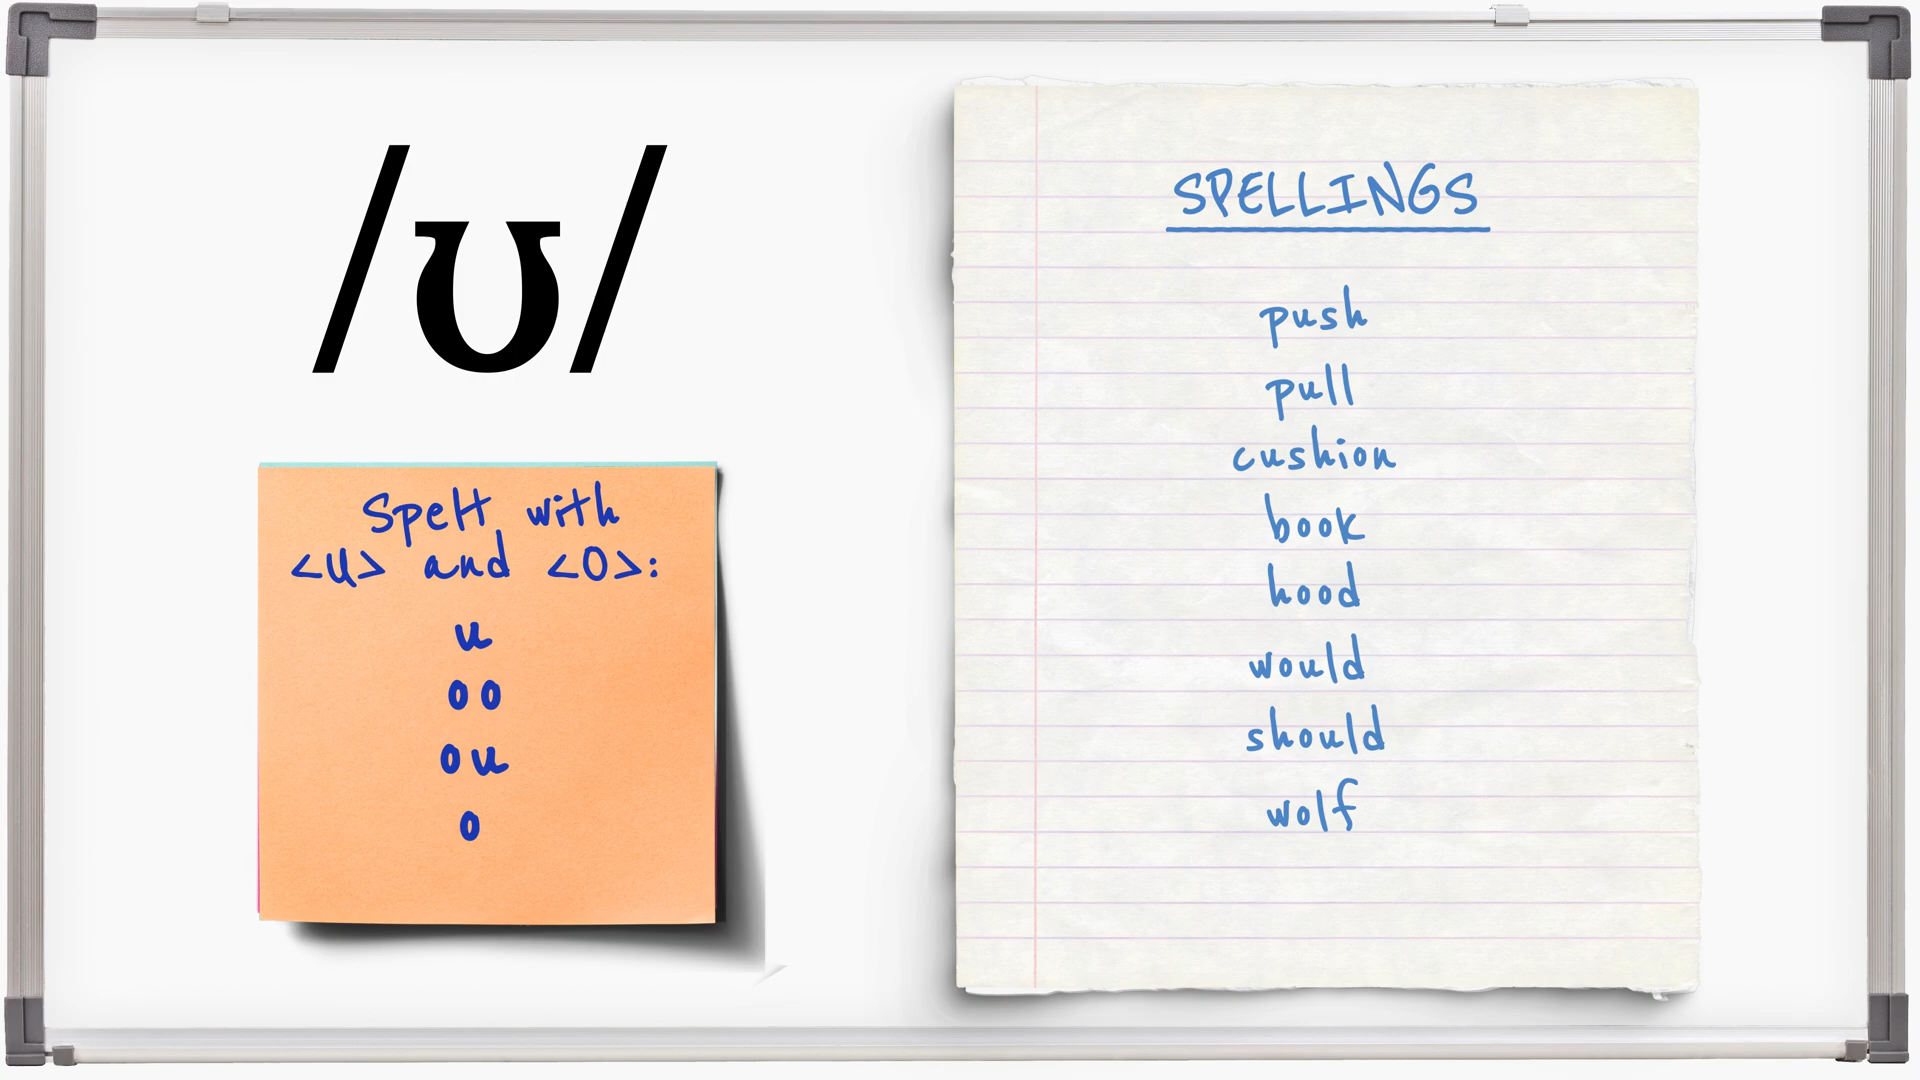 /ʊ/
Spelt with
<U> and <O>:
u
oo
ou
o
SPELLINGS
push
pull
cushion
book
hood
would
should
wolf